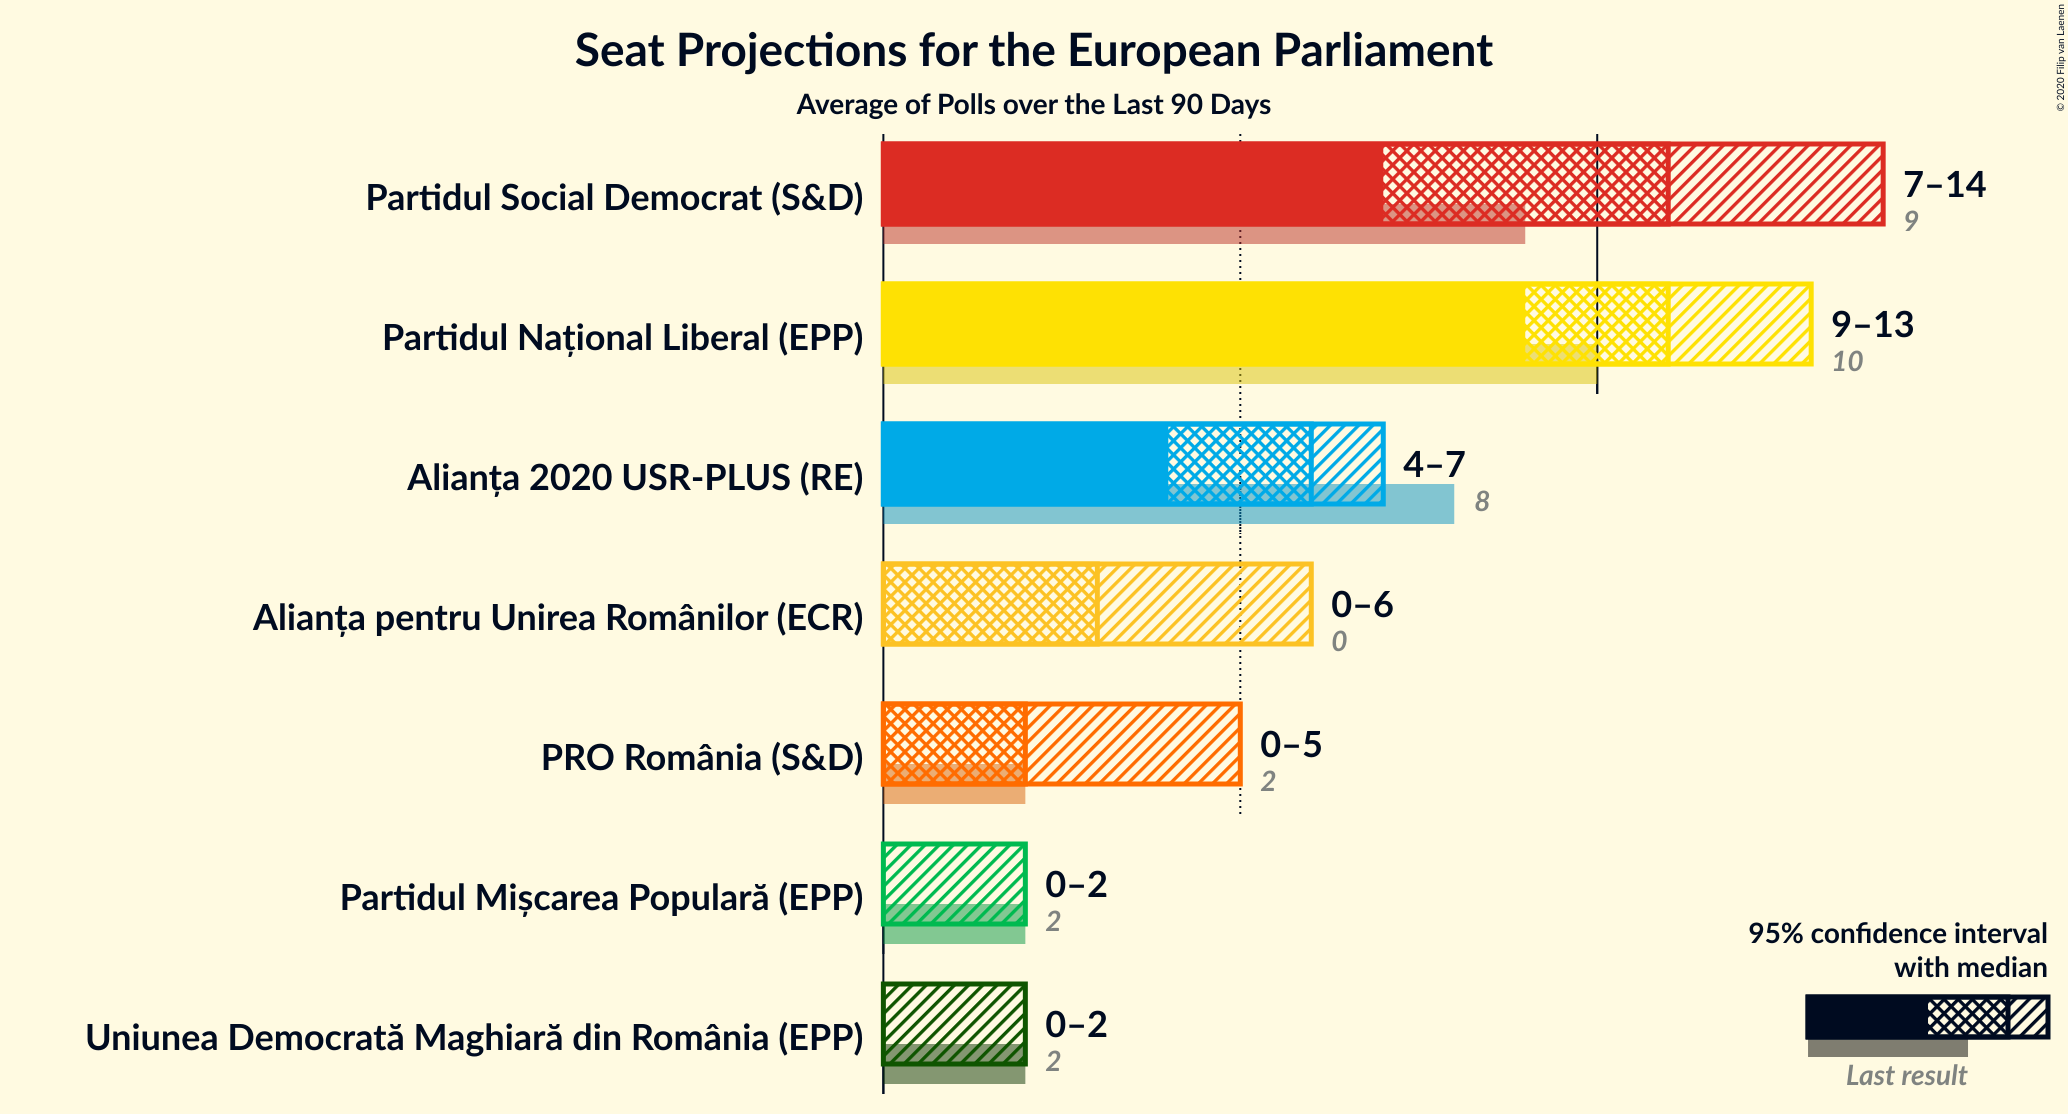 Seat Projections for the European Parliament
Average of Polls over the Last 90 Days
© 2020 Filip van Laenen
Partidul Social Democrat (S&D)
7–14
9
Partidul Național Liberal (EPP)
9–13
10
Alianța 2020 USR-PLUS (RE)
4–7
8
Alianța pentru Unirea Românilor (ECR)
0–6
0
PRO România (S&D)
0–5
2
Partidul Mișcarea Populară (EPP)
0–2
2
Uniunea Democrată Maghiară din România (EPP)
0–2
2
95% confidence interval
with median
Last result